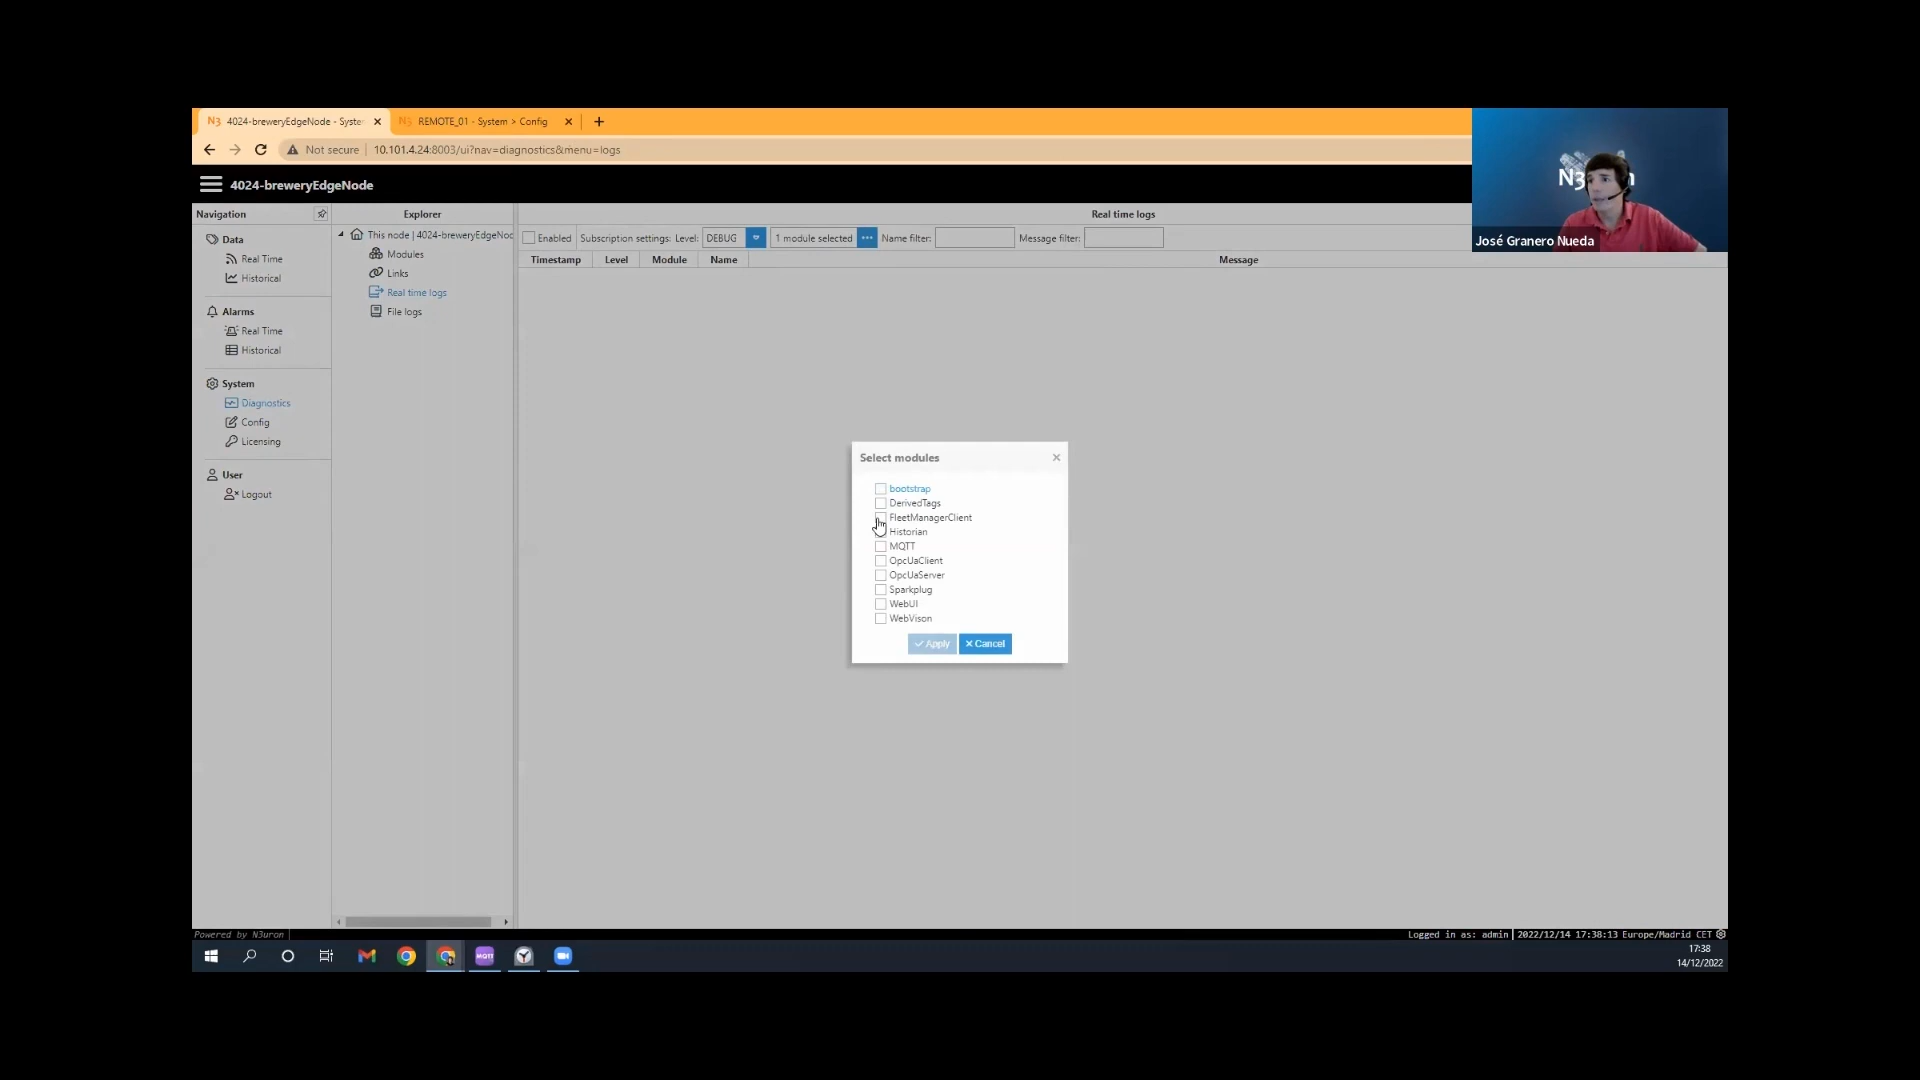 4024-breweryEdgeNode - Syste
REMOTE_01 - System > Config
Not secure
10.101.4.24:8003/ui?nav=diagnostics&menu=logs
4024-breweryEdgeNode
José Granero Nueda
Navigation
Data
Real Time
Historical
Alarms
Real Time
Historical
System
Diagnostics
Config
Licensing
User
Logout
Explorer
This node | 4024-breweryEdgeNoc
Modules
Links
Real time logs
File logs
Real time logs
Enabled
Subscription settings: Level:
DEBUG
1 module selected
Name filter:
Message filter:
Timestamp
Level
Module
Name
Message
Select modules
bootstrap
DerivedTags
FleetManagerClient
Historian
MQTT
OpcUaClient
OpcUaServer
Sparkplug
WebUI
WebVison
Apply
Cancel
Powered by N3uron
Logged in as: admin
2022/12/14 17:38:13 Europe/Madrid CET
MQTT
17:38
14/12/2022